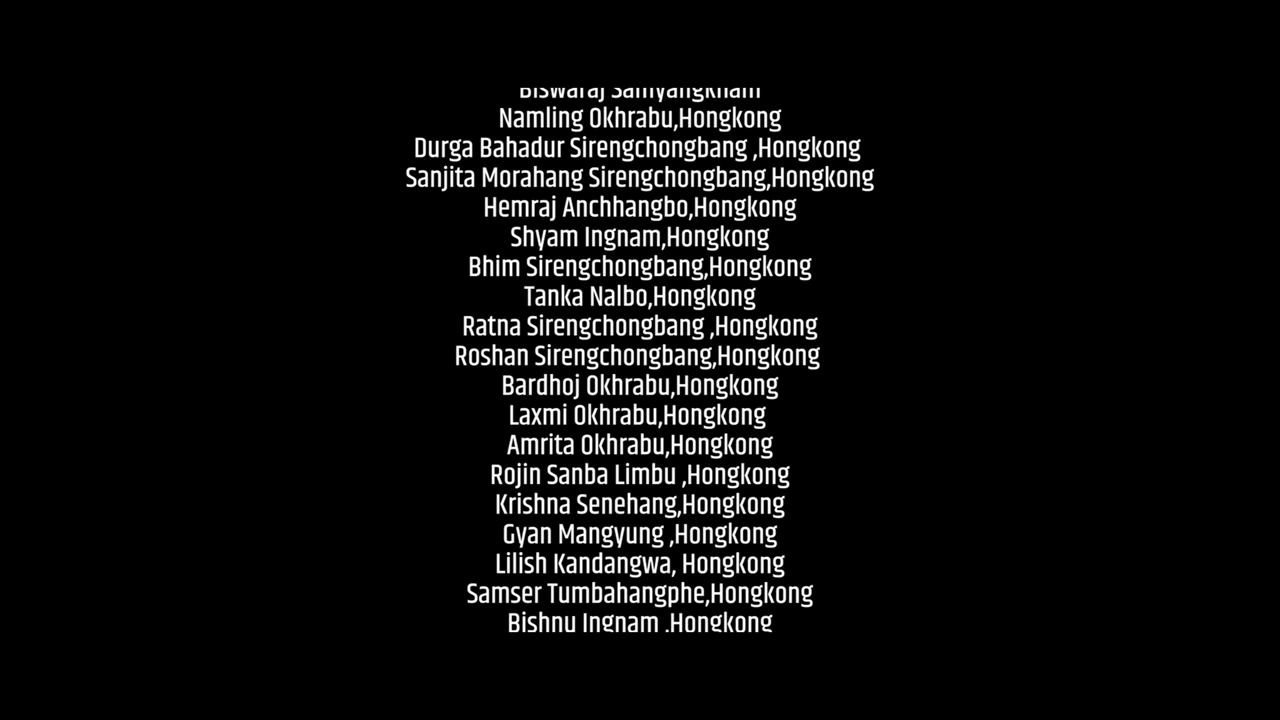 Biswaraj Samyangkham
Namling Okhrabu,Hongkong
Durga Bahadur Sirengchongbang ,Hongkong
Sanjita Morahang Sirengchongbang,Hongkong
Hemraj Anchhangbo,Hongkong
Shyam Ingnam,Hongkong
Bhim Sirengchongbang,Hongkong
Tanka Nalbo,Hongkong
Ratna Sirengchongbang ,Hongkong
Roshan Sirengchongbang,Hongkong
Bardhoj Okhrabu,Hongkong
Laxmi Okhrabu,Hongkong
Amrita Okhrabu,Hongkong
Rojin Sanba Limbu ,Hongkong
Krishna Senehang,Hongkong
Gyan Mangyung ,Hongkong
Lilish Kandangwa, Hongkong
Samser Tumbahangphe,Hongkong
Bishnu Ingnam ,Hongkong